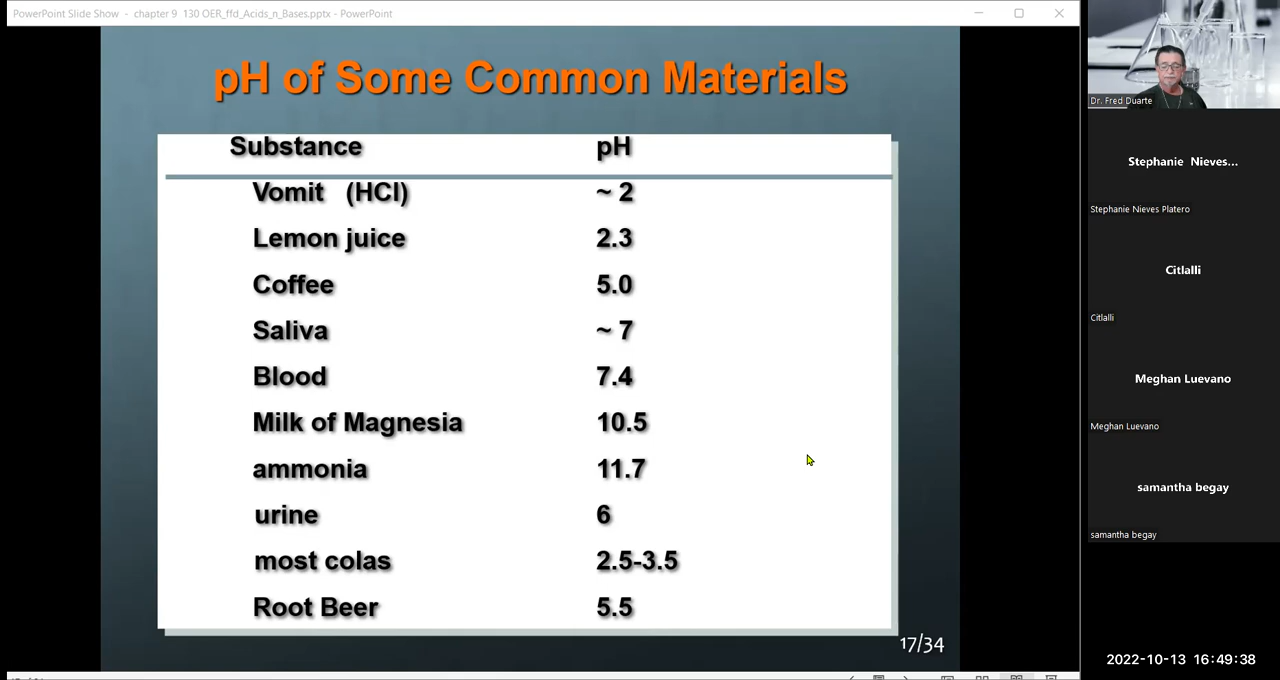 PowerPoint Slide Show - chapter 9 130 OER_ffd_Acids_n_Bases.pptx - PowerPoint
pH of Some Common Materials
Substance pH
Vomit (HCl) ~ 2
Lemon juice 2.3
Coffee 5.0
Saliva ~ 7
Blood 7.4
Milk of Magnesia 10.5
ammonia 11.7
urine 6
most colas 2.5-3.5
Root Beer 5.5
17/34
Dr. Fred Duarte
Stephanie Nieves...
Stephanie Nieves Platero
Citlalli
Citlalli
Meghan Luevano
Meghan Luevano
samantha begay
samantha begay
2022-10-13 16:49:38